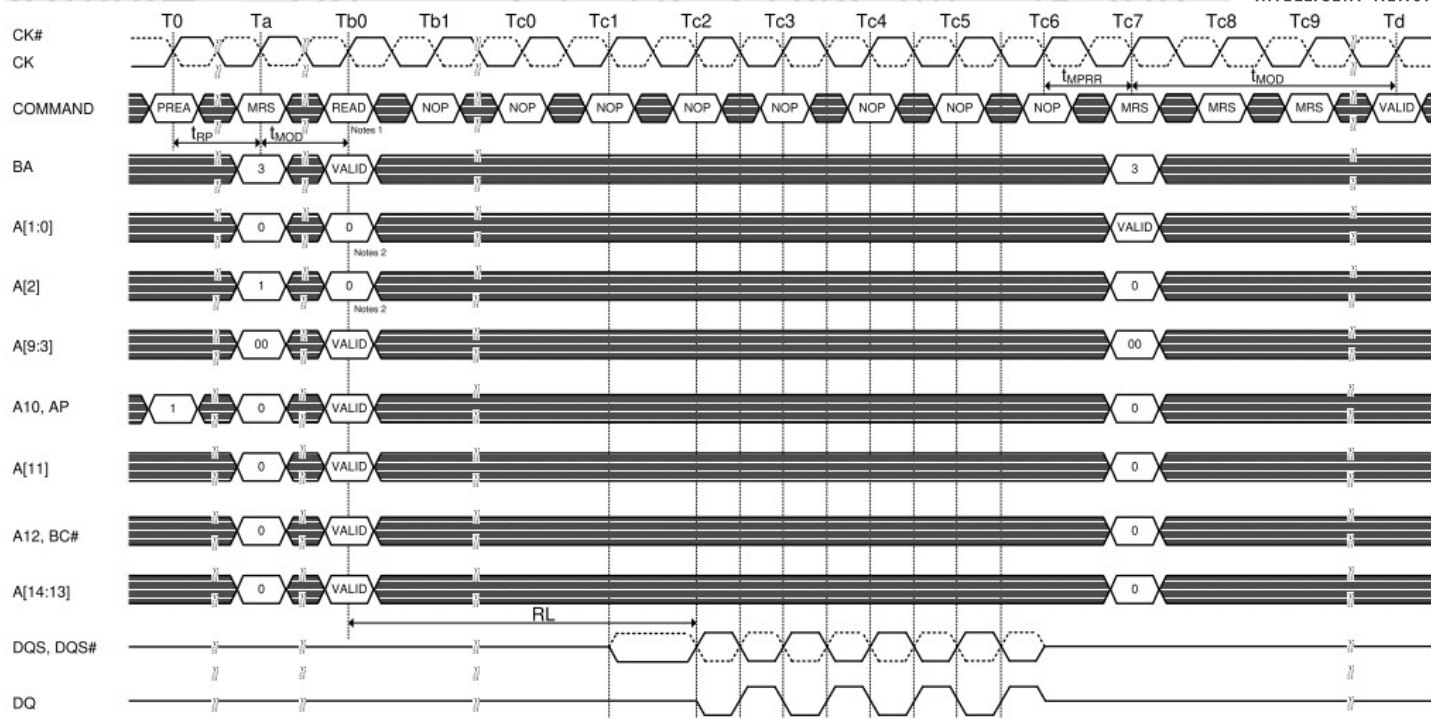 T0 Ta Tb0 Tb1 Tc0 Tc1 Tc2 Tc3 Tc4 Tc5 Tc6 Tc7 Tc8 Tc9 Td
CK#
CK
tMPRR tMOD
COMMAND PREA MRS READ NOP NOP NOP NOP NOP NOP NOP NOP MRS MRS MRS VALID
Notes 1
tRP tMOD
BA 3 VALID 3
A[1:0] 0 0 VALID
Notes 2
A[2] 1 0 0
Notes 2
A[9:3] 00 VALID 00
A10, AP 1 0 VALID 0
A[11] 0 VALID 0
A12, BC# 0 VALID 0
A[14:13] 0 VALID 0
RL
DQS, DQS#
DQ